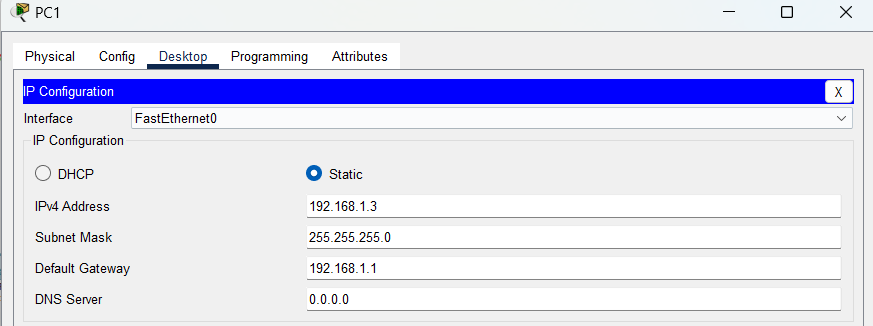 PC1
Physical Config Desktop Programming Attributes
IP Configuration X
Interface FastEthernet0
IP Configuration
DHCP Static
IPv4 Address 192.168.1.3
Subnet Mask 255.255.255.0
Default Gateway 192.168.1.1
DNS Server 0.0.0.0